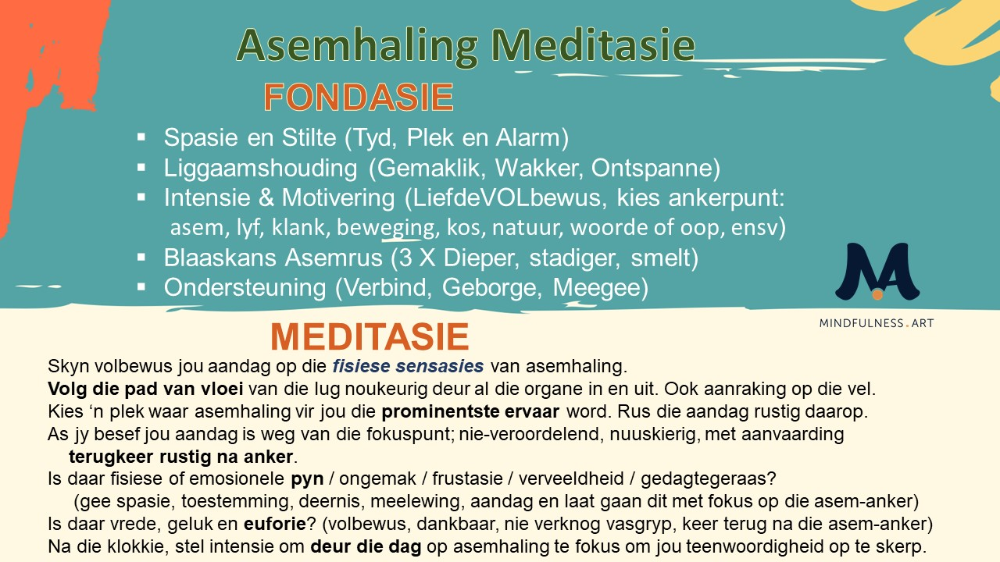 Asemhaling Meditasie
FONDASIE
▪ Spasie en Stilte (Tyd, Plek en Alarm)
▪ Liggaamshouding (Gemaklik, Wakker, Ontspanne)
▪ Intensie & Motivering (LiefdeVOLbewus, kies ankerpunt:
asem, lyf, klank, beweging, kos, natuur, woorde of oop, ensv)
▪ Blaaskans Asemrus (3 X Dieper, stadiger, smelt)
▪ Ondersteuning (Verbind, Geborge, Meegee)
MA
MINDFULNESS.ART
MEDITASIE
Skyn volbewus jou aandag op die fisiese sensasies van asemhaling.
Volg die pad van vloei van die lug noukeurig deur al die organe in en uit. Ook aanraking op die vel.
Kies ‘n plek waar asemhaling vir jou die prominentste ervaar word. Rus die aandag rustig daarop.
As jy besef jou aandag is weg van die fokuspunt; nie-veroordelend, nuuskierig, met aanvaarding
terugkeer rustig na anker.
Is daar fisiese of emosionele pyn / ongemak / frustasie / verveeldheid / gedagtegeraas?
(gee spasie, toestemming, deernis, meelewing, aandag en laat gaan dit met fokus op die asem-anker)
Is daar vrede, geluk en euforie? (volbewus, dankbaar, nie verknog vasgryp, keer terug na die asem-anker)
Na die klokkie, stel intensie om deur die dag op asemhaling te fokus om jou teenwoordigheid op te skerp.